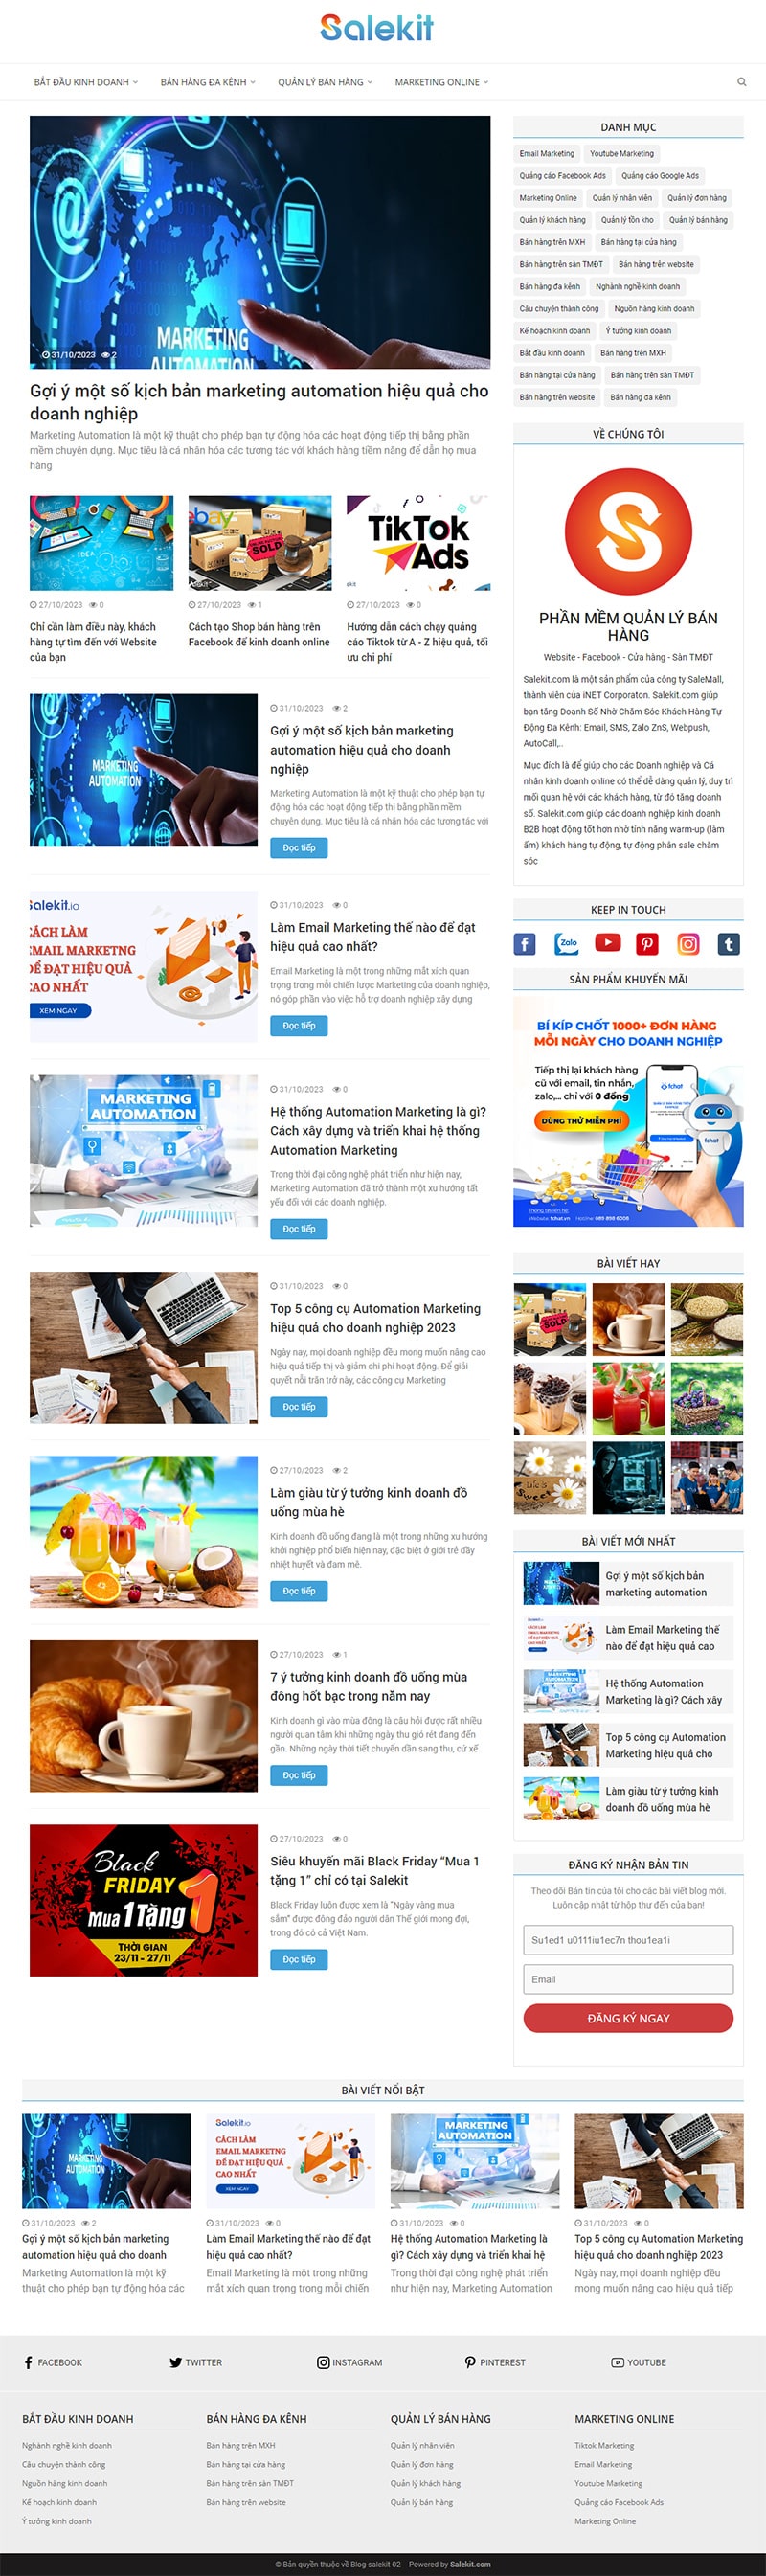 Salekit
BẮT ĐẦU KINH DOANH
BÁN HÀNG ĐA KÊNH
QUẢN LÝ BÁN HÀNG
MARKETING ONLINE
MARKETING
AUTOMATION
31/10/2023 2
Gợi ý một số kịch bản marketing automation hiệu quả cho
doanh nghiệp
Marketing Automation là một kỹ thuật cho phép bạn tự động hóa các hoạt động tiếp thị bằng phần
mềm chuyên dụng. Mục tiêu là cá nhân hóa các tương tác với khách hàng tiềm năng để dẫn họ mua
hàng
IDEA
ebay
SOLD
TikTok
Ads
27/10/2023 0
Chỉ cần làm điều này, khách
hàng tự tìm đến với Website
của bạn
27/10/2023 1
Cách tạo Shop bán hàng trên
Facebook để kinh doanh online
27/10/2023 0
Hướng dẫn cách chạy quảng
cáo Tiktok từ A - Z hiệu quả, tối
ưu chi phí
MARKETING
AUTOMATION
31/10/2023 2
Gợi ý một số kịch bản marketing
automation hiệu quả cho doanh
nghiệp
Marketing Automation là một kỹ thuật cho phép bạn tự
động hóa các hoạt động tiếp thị bằng phần mềm
chuyên dụng. Mục tiêu là cá nhân hóa các tương tác với
Đọc tiếp
Salekit.io
CÁCH LÀM
EMAIL MARKETNG
ĐỂ ĐẠT HIỆU QUẢ
CAO NHẤT
XEM NGAY
31/10/2023 0
Làm Email Marketing thế nào để đạt
hiệu quả cao nhất?
Email Marketing là một trong những mắt xích quan
trọng trong mỗi chiến lược Marketing của doanh nghiệp,
nó góp phần vào việc hỗ trợ doanh nghiệp xây dựng
Đọc tiếp
MARKETING
AUTOMATION
31/10/2023 0
Hệ thống Automation Marketing là gì?
Cách xây dựng và triển khai hệ thống
Automation Marketing
Trong thời đại công nghệ phát triển như hiện nay,
Marketing Automation đã trở thành một xu hướng tất
yếu đối với các doanh nghiệp.
Đọc tiếp
31/10/2023 0
Top 5 công cụ Automation Marketing
hiệu quả cho doanh nghiệp 2023
Ngày nay, mọi doanh nghiệp đều mong muốn nâng cao
hiệu quả tiếp thị và giảm chi phí hoạt động. Để giải
quyết nỗi trăn trở này, các công cụ Marketing
Đọc tiếp
27/10/2023 2
Làm giàu từ ý tưởng kinh doanh đồ
uống mùa hè
Kinh doanh đồ uống đang là một trong những xu hướng
khởi nghiệp phổ biến hiện nay, đặc biệt ở giới trẻ đầy
nhiệt huyết và đam mê.
Đọc tiếp
27/10/2023 1
7 ý tưởng kinh doanh đồ uống mùa
đông hốt bạc trong năm nay
Kinh doanh gì vào mùa đông là câu hỏi được rất nhiều
người quan tâm khi những ngày thu gió rét đang đến
gần. Những ngày thời tiết chuyển dần sang thu, cứ xế
Đọc tiếp
Black
FRIDAY
Mua 1 Tặng 1
THỜI GIAN
23/11 - 27/11
27/10/2023 0
Siêu khuyến mãi Black Friday “Mua 1
tặng 1” chỉ có tại Salekit
Black Friday luôn được xem là “Ngày vàng mua
sắm” được đông đảo người dân Thế giới mong đợi,
trong đó có cả Việt Nam.
Đọc tiếp
DANH MỤC
Email Marketing Youtube Marketing
Quảng cáo Facebook Ads Quảng cáo Google Ads
Marketing Online Quản lý nhân viên Quản lý đơn hàng
Quản lý khách hàng Quản lý tồn kho Quản lý bán hàng
Bán hàng trên MXH Bán hàng tại cửa hàng
Bán hàng trên sàn TMĐT Bán hàng trên website
Bán hàng đa kênh Nghành nghề kinh doanh
Câu chuyện thành công Nguồn hàng kinh doanh
Kế hoạch kinh doanh Ý tưởng kinh doanh
Bắt đầu kinh doanh Bán hàng trên MXH
Bán hàng tại cửa hàng Bán hàng trên sàn TMĐT
Bán hàng trên website Bán hàng đa kênh
VỀ CHÚNG TÔI
PHẦN MỀM QUẢN LÝ BÁN
HÀNG
Website - Facebook - Cửa hàng - Sàn TMĐT
Salekit.com là một sản phẩm của công ty SaleMall,
thành viên của iNET Corporaton. Salekit.com giúp
bạn tăng Doanh Số Nhờ Chăm Sóc Khách Hàng Tự
Động Đa Kênh: Email, SMS, Zalo ZnS, Webpush,
AutoCall,..
Mục đích là để giúp cho các Doanh nghiệp và Cá
nhân kinh doanh online có thể dễ dàng quản lý, duy trì
mối quan hệ với các khách hàng, từ đó tăng doanh
số. Salekit.com giúp các doanh nghiệp kinh doanh
B2B hoạt động tốt hơn nhờ tính năng warm-up (làm
ấm) khách hàng tự động, tự động phân sale chăm
sóc
KEEP IN TOUCH
Zalo
SẢN PHẨM KHUYẾN MÃI
BÍ KÍP CHỐT 1000+ ĐƠN HÀNG
MỖI NGÀY CHO DOANH NGHIỆP
Tiếp thị lại khách hàng
cũ với email, tin nhắn,
zalo,... chỉ với 0 đồng
DÙNG THỬ MIỄN PHÍ
fchat
fchat
Thông tin liên hệ:
Website: fchat.vn Hotline: 089 898 6008
BÀI VIẾT HAY
SOLD
Life is
Sweet
BÀI VIẾT MỚI NHẤT
Gợi ý một số kịch bản
marketing automation
Làm Email Marketing thế
nào để đạt hiệu quả cao
Hệ thống Automation
Marketing là gì? Cách xây
Top 5 công cụ Automation
Marketing hiệu quả cho
Làm giàu từ ý tưởng kinh
doanh đồ uống mùa hè
ĐĂNG KÝ NHẬN BẢN TIN
Theo dõi Bản tin của tôi cho các bài viết blog mới.
Luôn cập nhật từ hộp thư đến của bạn!
Su1ed1 u0111iu1ec7n thou1ea1i
Email
ĐĂNG KÝ NGAY
BÀI VIẾT NỔI BẬT
MARKETING
AUTOMATION
Salekit.io
CÁCH LÀM
EMAIL MARKETNG
ĐỂ ĐẠT HIỆU QUẢ
CAO NHẤT
XEM NGAY
MARKETING
AUTOMATION
31/10/2023 2
Gợi ý một số kịch bản marketing
automation hiệu quả cho doanh
Marketing Automation là một kỹ
thuật cho phép bạn tự động hóa các
31/10/2023 0
Làm Email Marketing thế nào để đạt
hiệu quả cao nhất?
Email Marketing là một trong những
mắt xích quan trọng trong mỗi chiến
31/10/2023 0
Hệ thống Automation Marketing là
gì? Cách xây dựng và triển khai hệ
Trong thời đại công nghệ phát triển
như hiện nay, Marketing Automation
31/10/2023 0
Top 5 công cụ Automation Marketing
hiệu quả cho doanh nghiệp 2023
Ngày nay, mọi doanh nghiệp đều
mong muốn nâng cao hiệu quả tiếp
FACEBOOK
TWITTER
INSTAGRAM
PINTEREST
YOUTUBE
BẮT ĐẦU KINH DOANH
Nghành nghề kinh doanh
Câu chuyện thành công
Nguồn hàng kinh doanh
Kế hoạch kinh doanh
Ý tưởng kinh doanh
BÁN HÀNG ĐA KÊNH
Bán hàng trên MXH
Bán hàng tại cửa hàng
Bán hàng trên sàn TMĐT
Bán hàng trên website
QUẢN LÝ BÁN HÀNG
Quản lý nhân viên
Quản lý đơn hàng
Quản lý khách hàng
Quản lý bán hàng
MARKETING ONLINE
Tiktok Marketing
Email Marketing
Youtube Marketing
Quảng cáo Facebook Ads
Marketing Online
© Bản quyền thuộc về Blog-salekit-02 Powered by Salekit.com